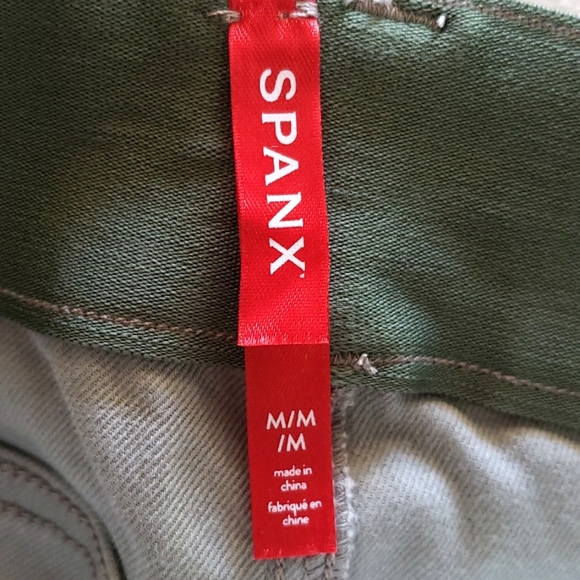 SPANX
M/M
/M
made in
china
fabriqué en
chine